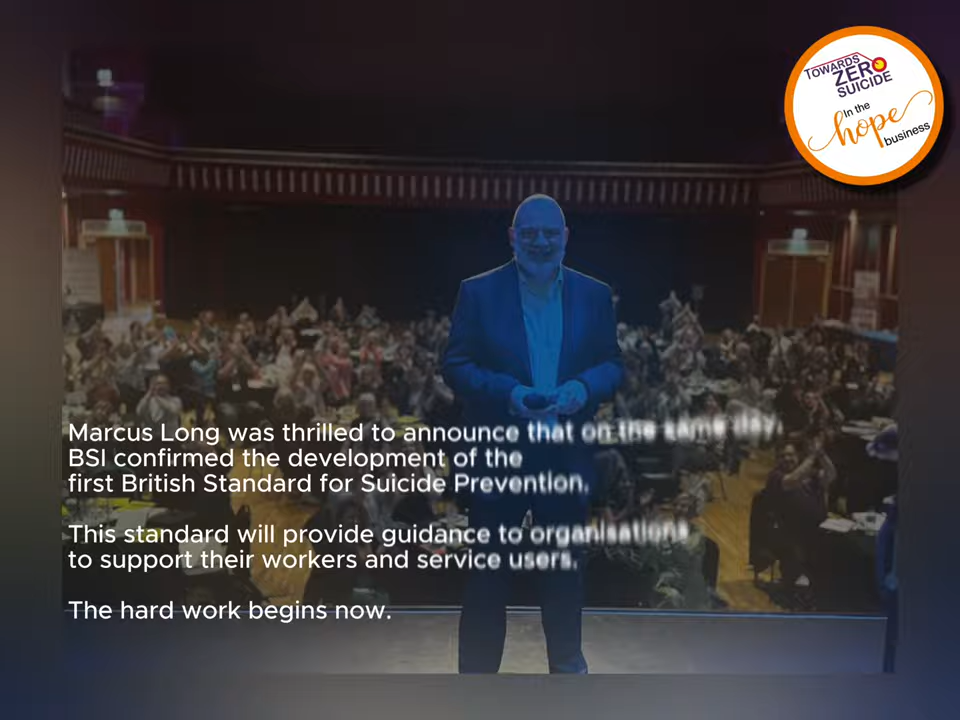 TOWARDS
ZERO
SUICIDE
In the
hope
business
Marcus Long was thrilled to announce that on the same day,
BSI confirmed the development of the
first British Standard for Suicide Prevention.
This standard will provide guidance to organisations
to support their workers and service users.
The hard work begins now.